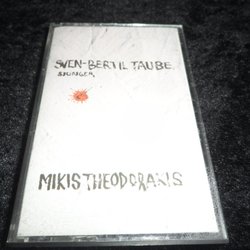 SVEN-BERTIL TAUBE
SJUNGER,
MIKIS THEODORAKIS